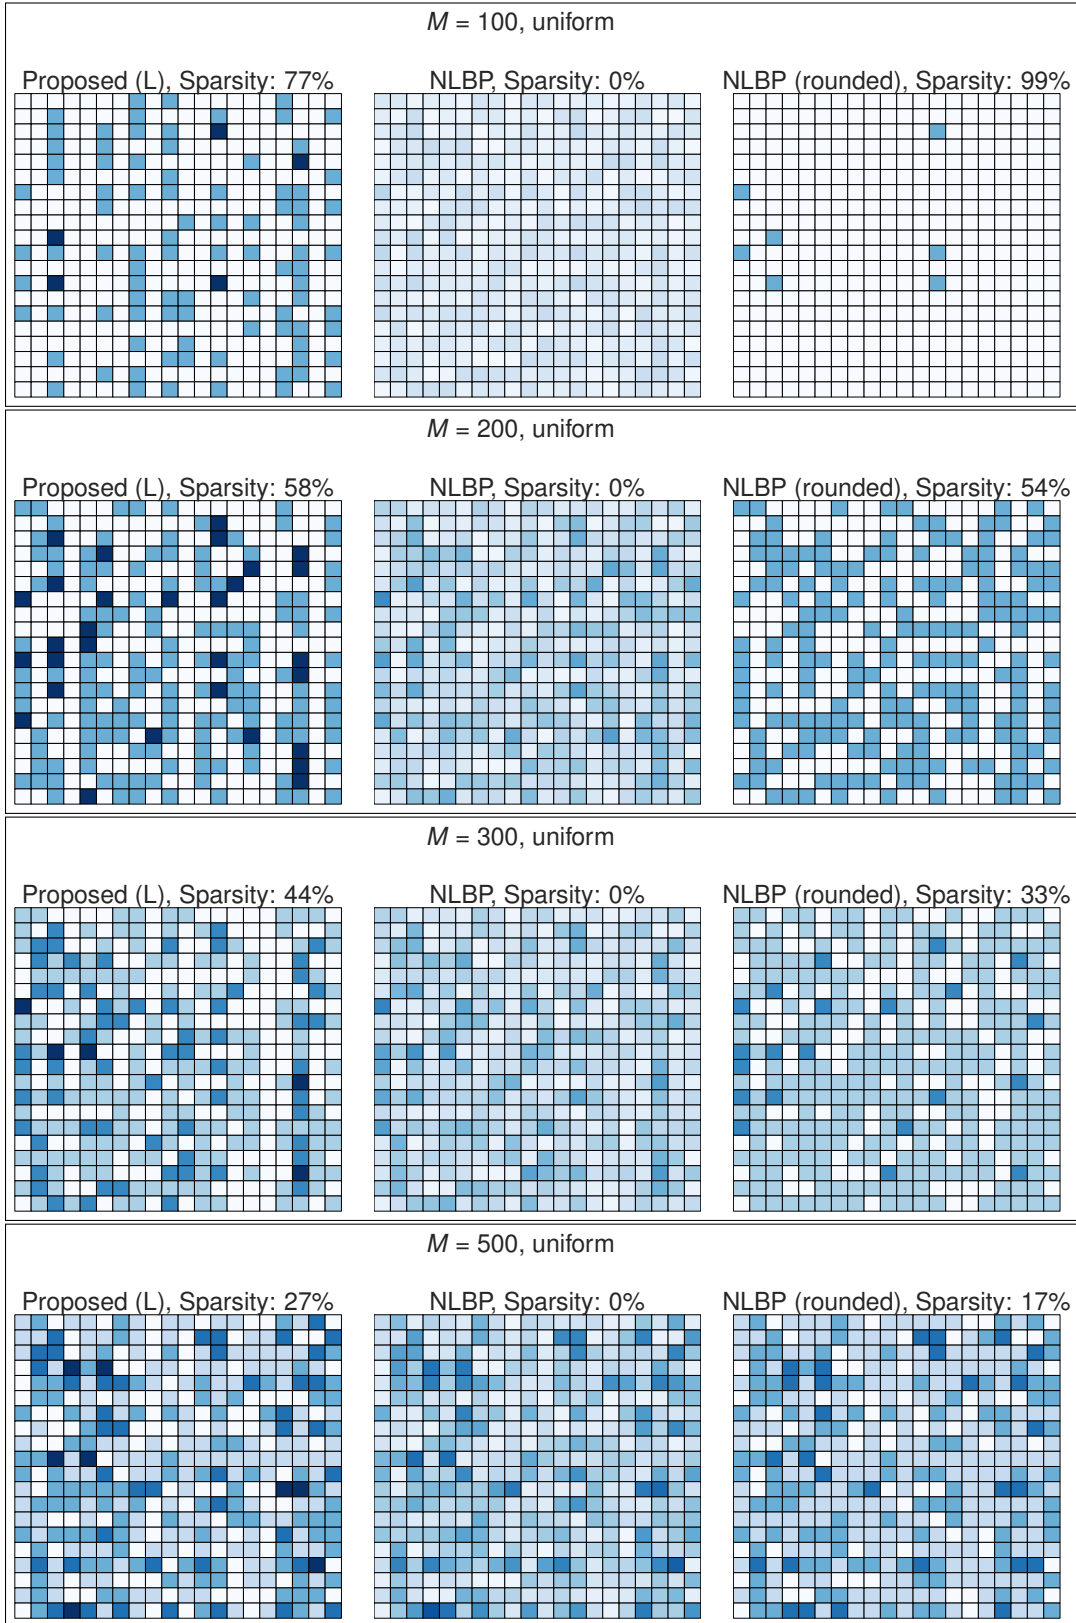 M = 100, uniform
Proposed (L), Sparsity: 77%
NLBP, Sparsity: 0%
NLBP (rounded), Sparsity: 99%
M = 200, uniform
Proposed (L), Sparsity: 58%
NLBP, Sparsity: 0%
NLBP (rounded), Sparsity: 54%
M = 300, uniform
Proposed (L), Sparsity: 44%
NLBP, Sparsity: 0%
NLBP (rounded), Sparsity: 33%
M = 500, uniform
Proposed (L), Sparsity: 27%
NLBP, Sparsity: 0%
NLBP (rounded), Sparsity: 17%